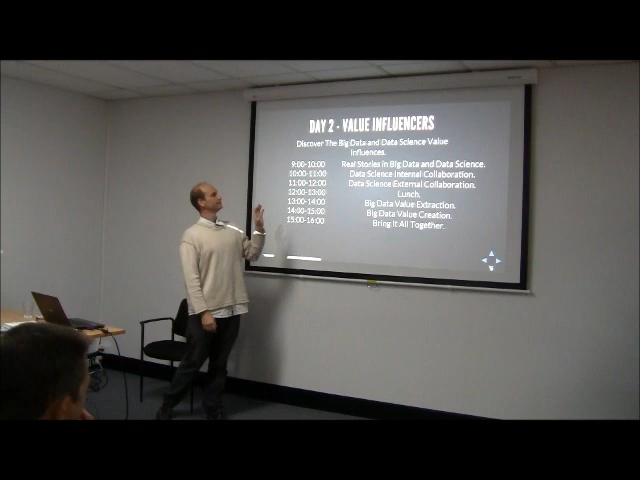 DAY 2 - VALUE INFLUENCERS
Discover The Big Data and Data Science Value
Influences.
9:00-10:00 Real Stories in Big Data and Data Science.
10:00-11:00 Data Science Internal Collaboration.
11:00-12:00 Data Science External Collaboration.
12:00-13:00 Lunch.
13:00-14:00 Big Data Value Extraction.
14:00-15:00 Big Data Value Creation.
15:00-16:00 Bring It All Together.